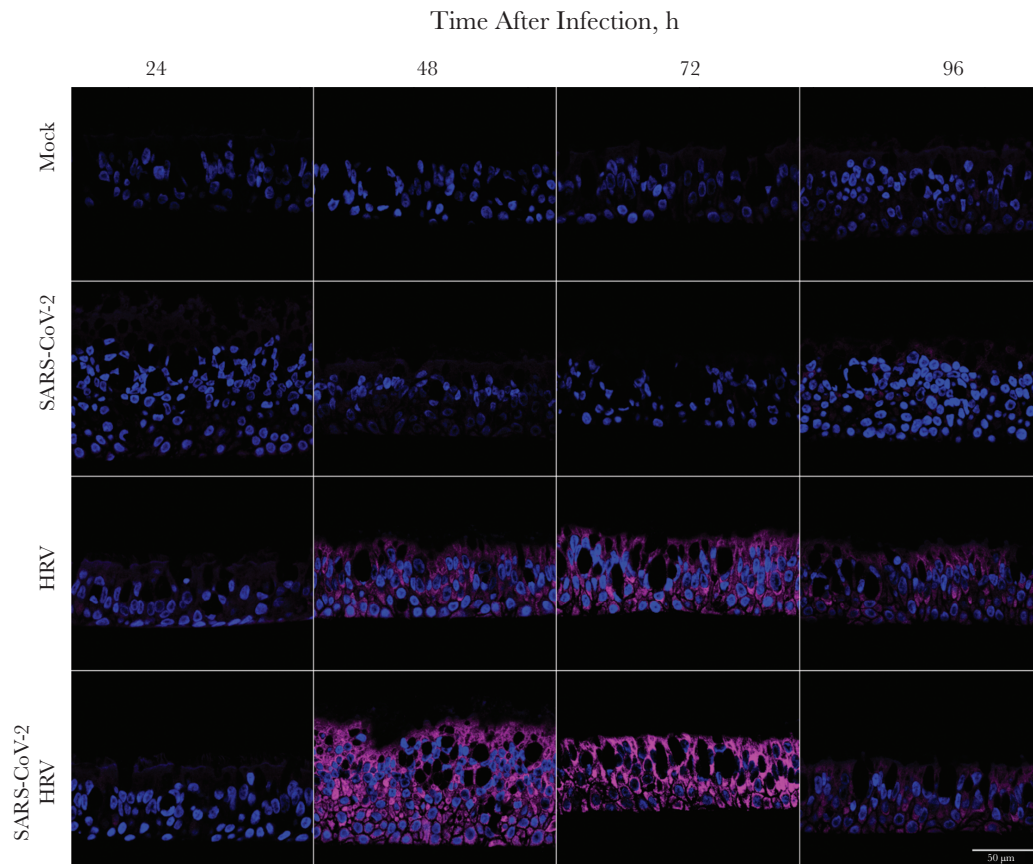 Time After Infection, h
24 48 72 96
Mock
SARS-CoV-2
HRV
SARS-CoV-2
HRV
50 µm